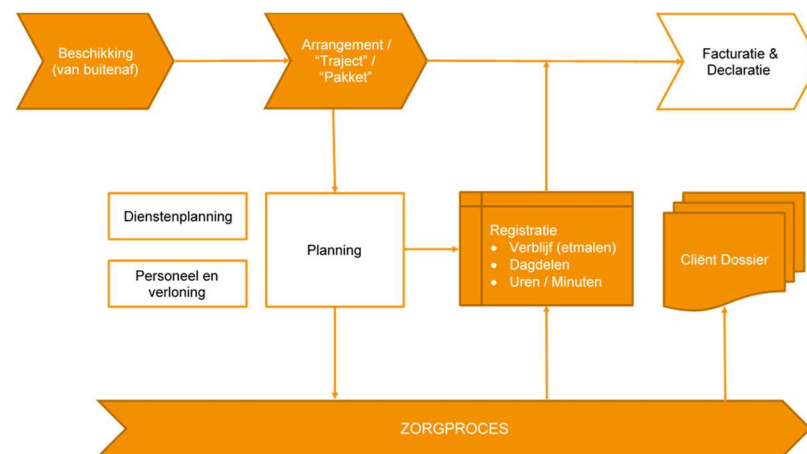 Beschikking
(van buitenaf)
Arrangement /
“Traject” /
“Pakket”
Facturatie &
Declaratie
Dienstenplanning
Personeel en
verloning
Planning
Registratie
• Verblijf (etmalen)
• Dagdelen
• Uren / Minuten
Cliënt Dossier
ZORGPROCES